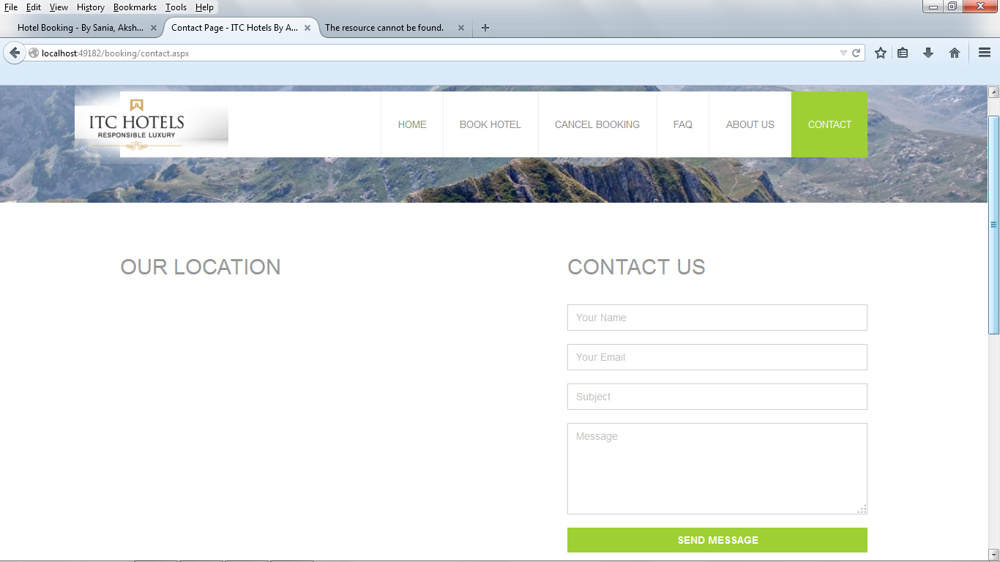 File Edit View History Bookmarks Tools Help
Hotel Booking - By Sania, Aksh... Contact Page - ITC Hotels By A... The resource cannot be found.
localhost:49182/booking/contact.aspx
ITC HOTELS
RESPONSIBLE LUXURY
HOME BOOK HOTEL CANCEL BOOKING FAQ ABOUT US CONTACT
OUR LOCATION
CONTACT US
Your Name
Your Email
Subject
Message
SEND MESSAGE